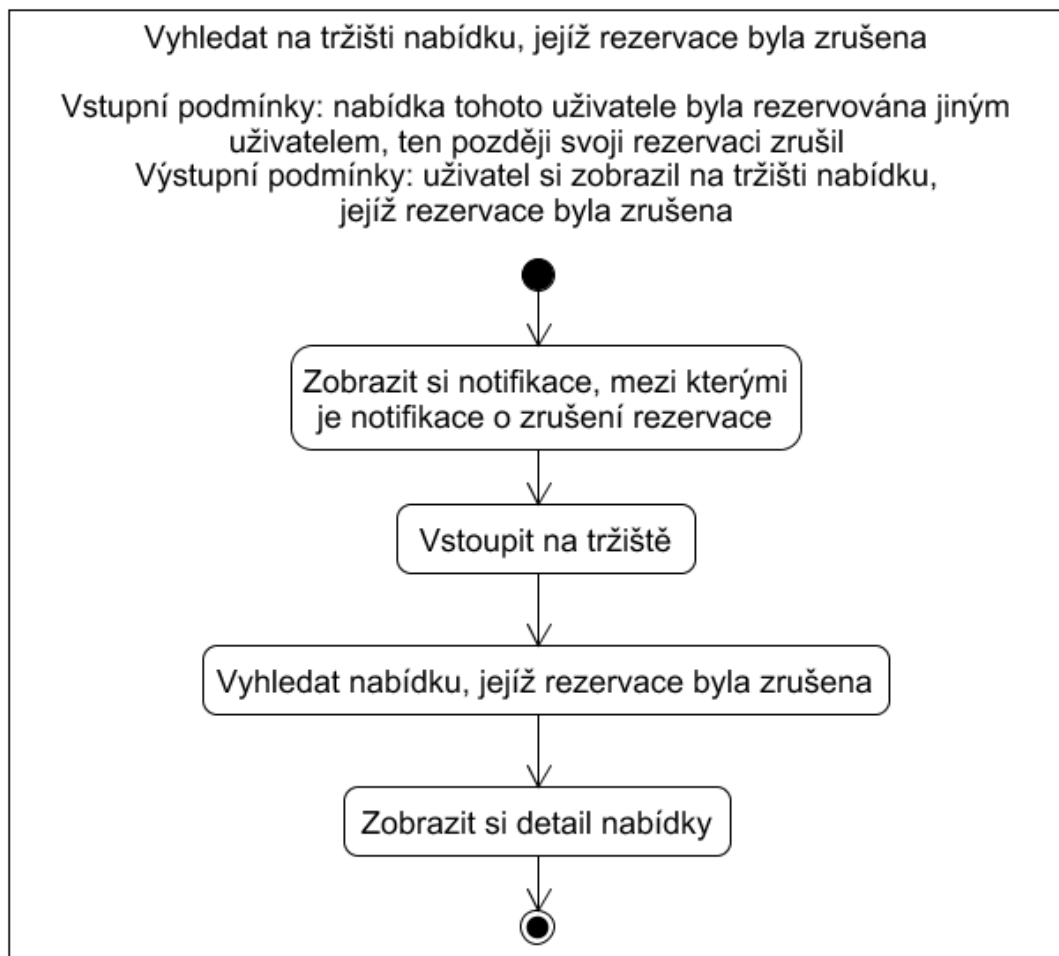 Vyhledat na tržišti nabídku, jejíž rezervace byla zrušena
Vstupní podmínky: nabídka tohoto uživatele byla rezervována jiným
uživatelem, ten později svoji rezervaci zrušil
Výstupní podmínky: uživatel si zobrazil na tržišti nabídku,
jejíž rezervace byla zrušena
Zobrazit si notifikace, mezi kterými
je notifikace o zrušení rezervace
Vstoupit na tržiště
Vyhledat nabídku, jejíž rezervace byla zrušena
Zobrazit si detail nabídky